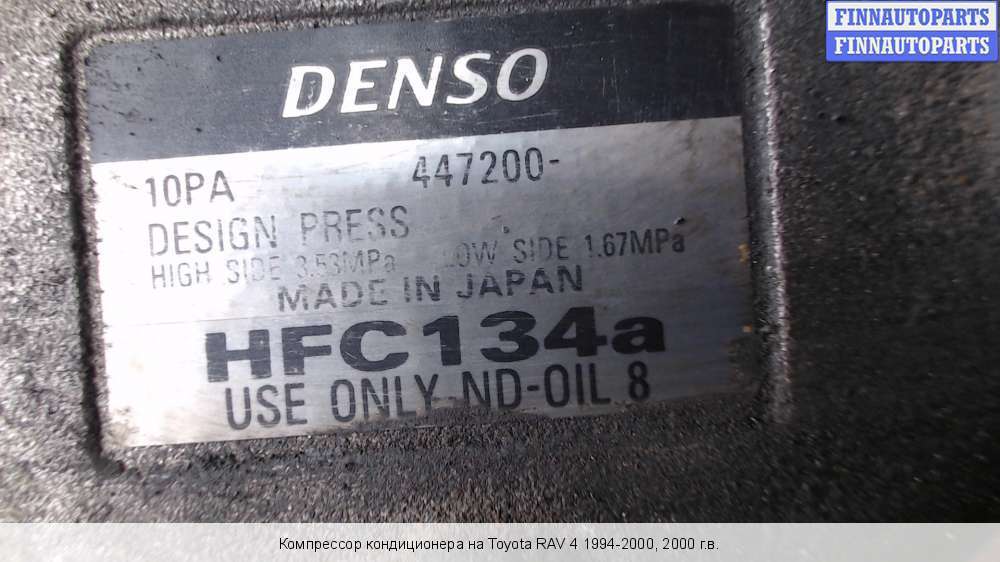 FINNAUTOPARTS
FINNAUTOPARTS
DENSO
10PA 447200-
DESIGN PRESS
HIGH SIDE 3.53MPa LOW SIDE 1.67MPa
MADE IN JAPAN
HFC134a
USE ONLY ND-OIL 8
Компрессор кондиционера на Toyota RAV 4 1994-2000, 2000 г.в.